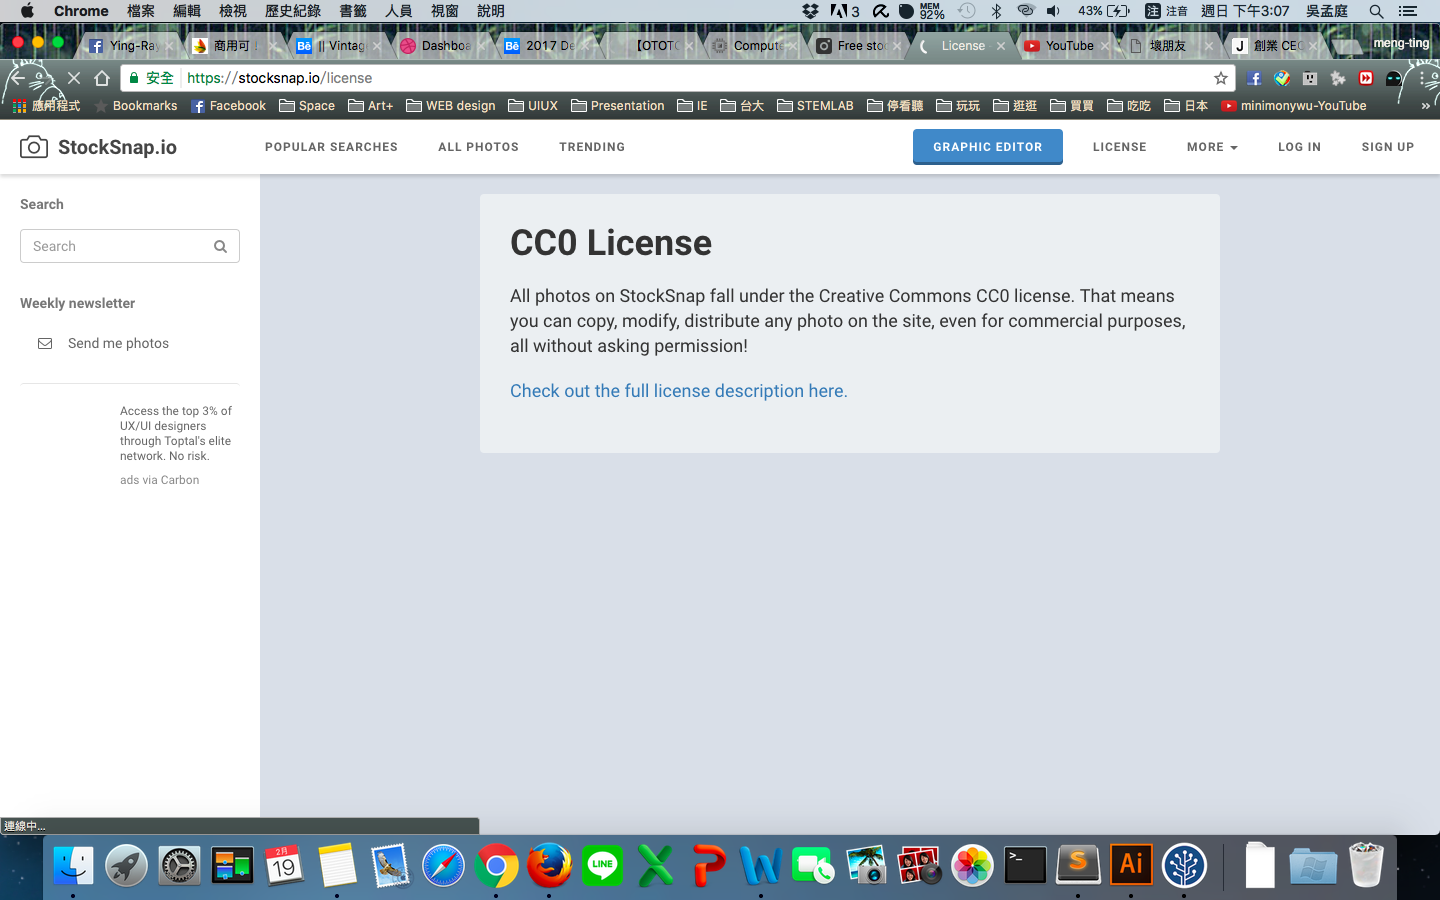 Chrome 檔案 編輯 檢視 歷史紀錄 書籤 人員 視窗 說明 3 MEM 92% 43% 注 注音 週日 下午3:07 吳孟庭
Ying-Ray 商用可 Bē || Vintag Dashboa Bē 2017 De 【OTOT Compute Free sto License YouTube 壞朋友 J 創業 CEO meng-ting
安全 https://stocksnap.io/license
應用程式 Bookmarks Facebook Space Art+ WEB design UIUX Presentation IE 台大 STEMLAB 停看聽 玩玩 逛逛 買買 吃吃 日本 minimonywu-YouTube »
StockSnap.io POPULAR SEARCHES ALL PHOTOS TRENDING GRAPHIC EDITOR LICENSE MORE LOG IN SIGN UP
Search
Search
Weekly newsletter
Send me photos
Access the top 3% of
UX/UI designers
through Toptal's elite
network. No risk.
ads via Carbon
CC0 License
All photos on StockSnap fall under the Creative Commons CC0 license. That means
you can copy, modify, distribute any photo on the site, even for commercial purposes,
all without asking permission!
Check out the full license description here.
連線中...
2月
19
LINE
Ai